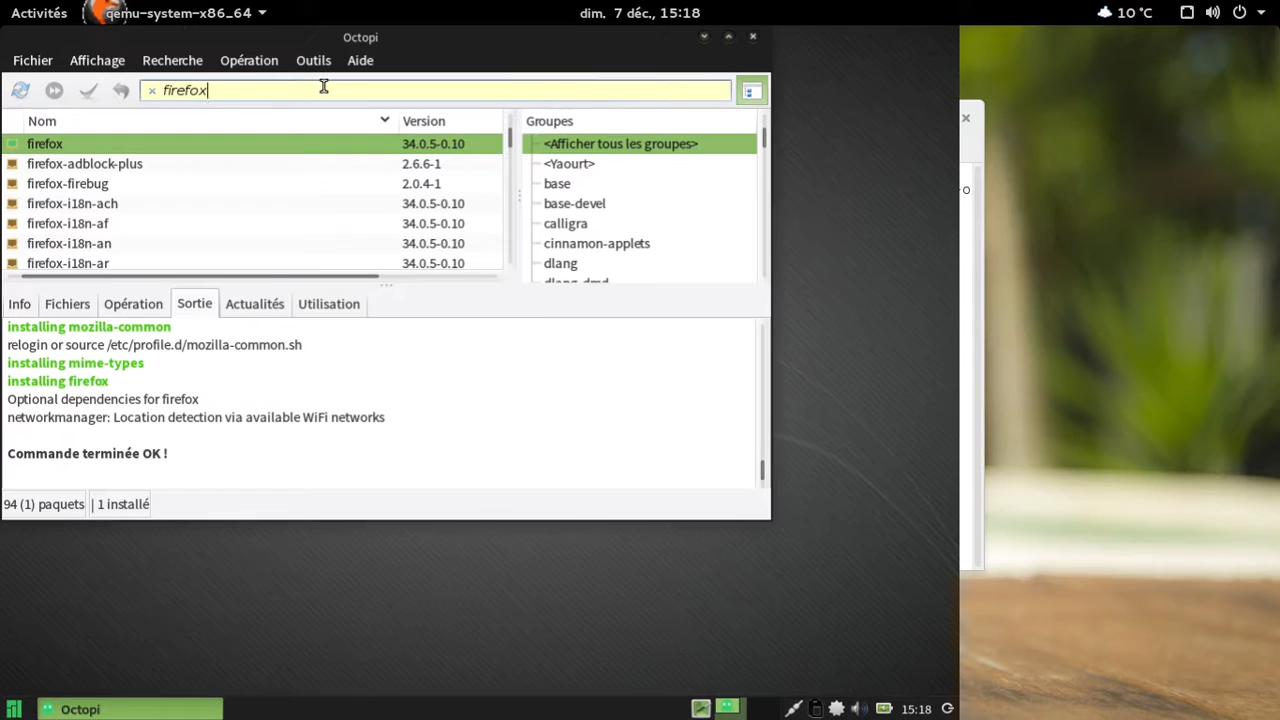 Activités qemu-system-x86_64 dim. 7 déc., 15:18 10 °C
Octopi
Fichier Affichage Recherche Opération Outils Aide
firefox
Nom Version Groupes
firefox 34.0.5-0.10 <Afficher tous les groupes>
firefox-adblock-plus 2.6.6-1 <Yaourt>
firefox-firebug 2.0.4-1 base
firefox-i18n-ach 34.0.5-0.10 base-devel
firefox-i18n-af 34.0.5-0.10 calligra
firefox-i18n-an 34.0.5-0.10 cinnamon-applets
firefox-i18n-ar 34.0.5-0.10 dlang
dlang-dmd
Info Fichiers Opération Sortie Actualités Utilisation
installing mozilla-common
relogin or source /etc/profile.d/mozilla-common.sh
installing mime-types
installing firefox
Optional dependencies for firefox
networkmanager: Location detection via available WiFi networks
Commande terminée OK !
94 (1) paquets | 1 installé
Octopi 15:18